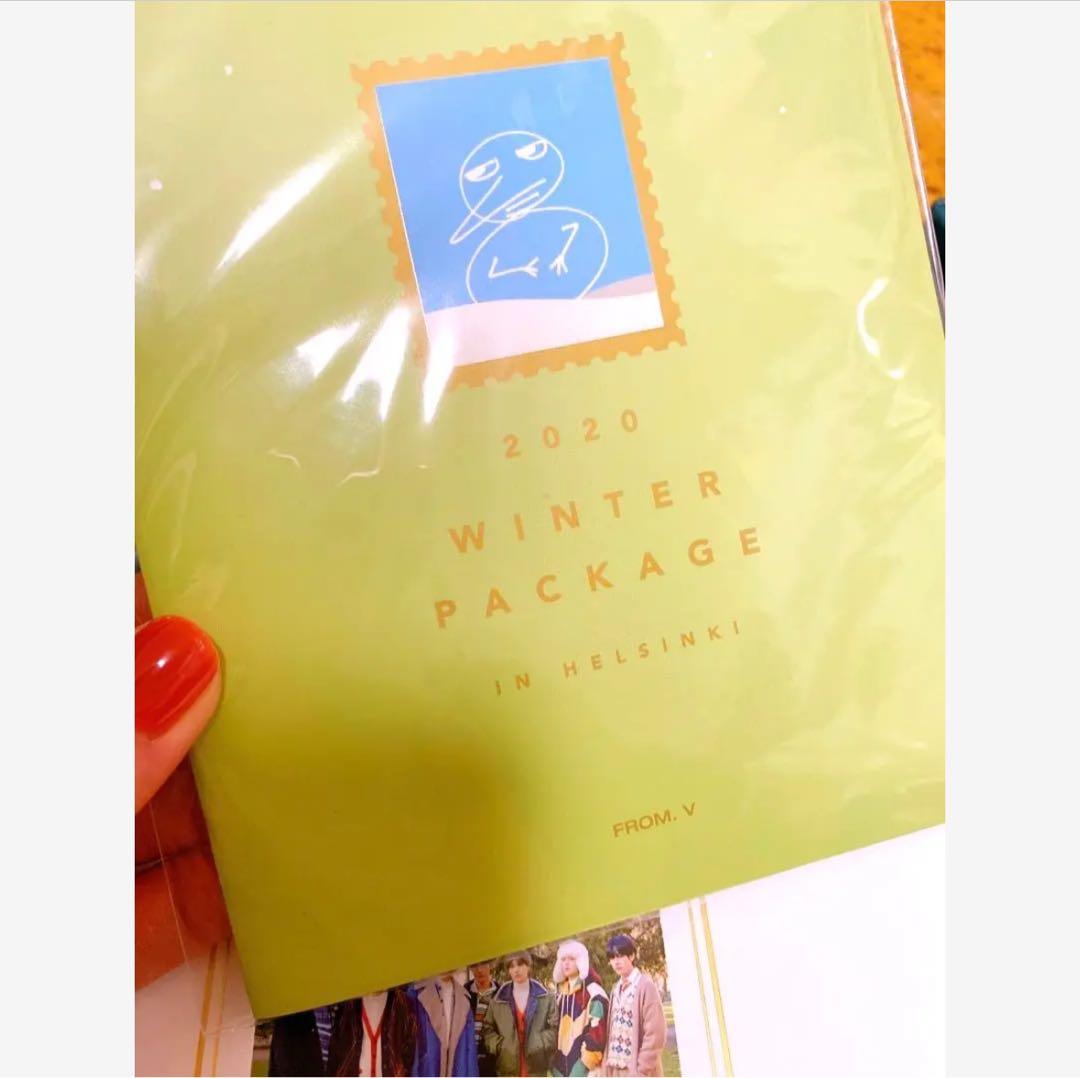 2020
WINTER
PACKAGE
IN HELSINKI
FROM. V